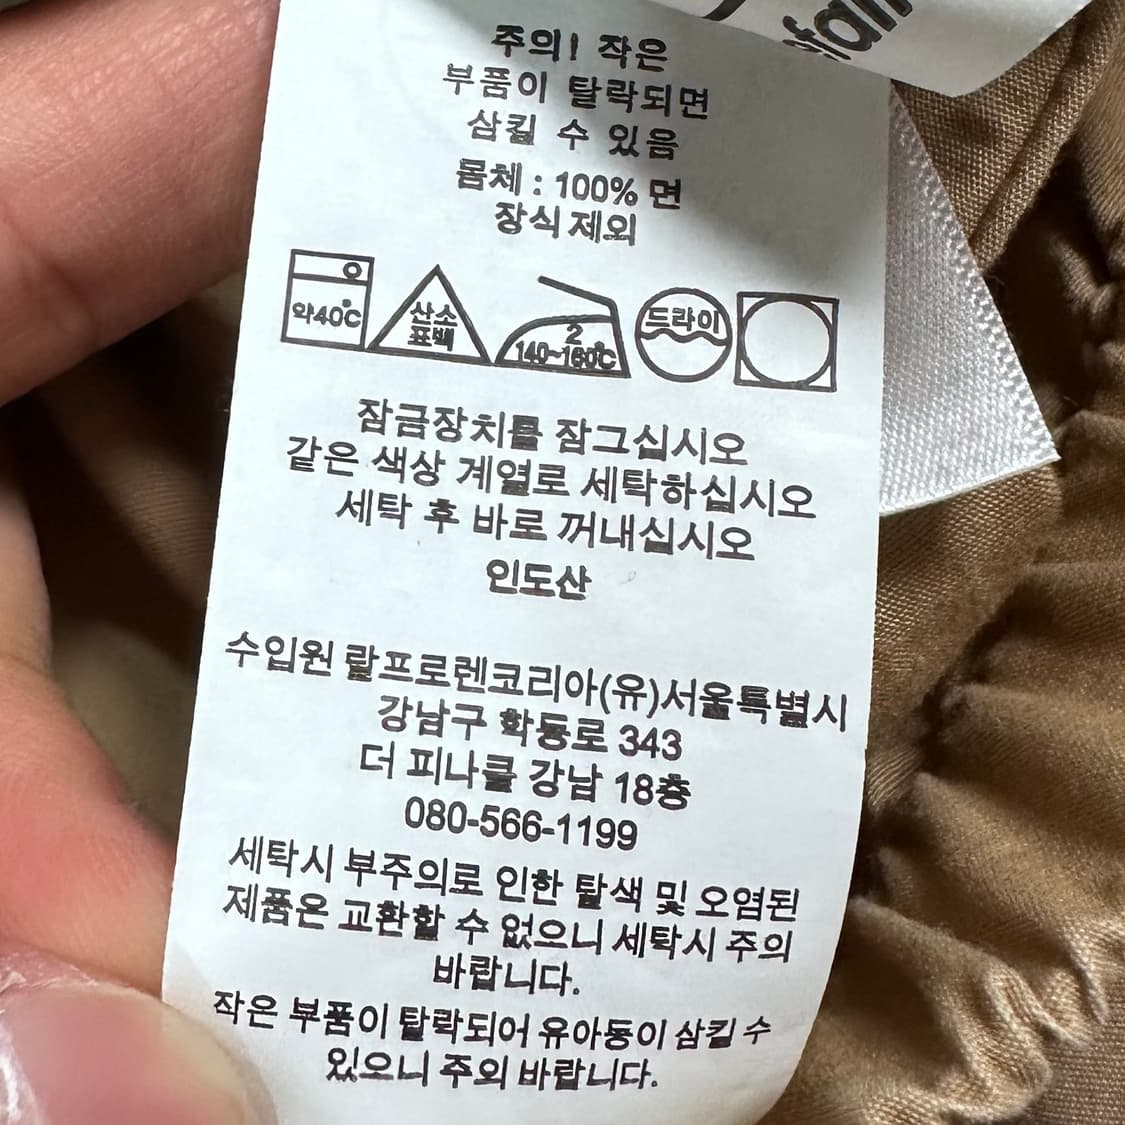 주의! 작은
부품이 탈락되면
삼킬 수 있음
몸체 : 100% 면
장식 제외
약40℃
산소
표백
2
140~160℃
드라이
잠금장치를 잠그십시오
같은 색상 계열로 세탁하십시오
세탁 후 바로 꺼내십시오
인도산
수입원 랄프로렌코리아(유)서울특별시
강남구 학동로 343
더 피나클 강남 18층
080-566-1199
세탁시 부주의로 인한 탈색 및 오염된
제품은 교환할 수 없으니 세탁시 주의
바랍니다.
작은 부품이 탈락되어 유아동이 삼킬 수
있으니 주의 바랍니다.